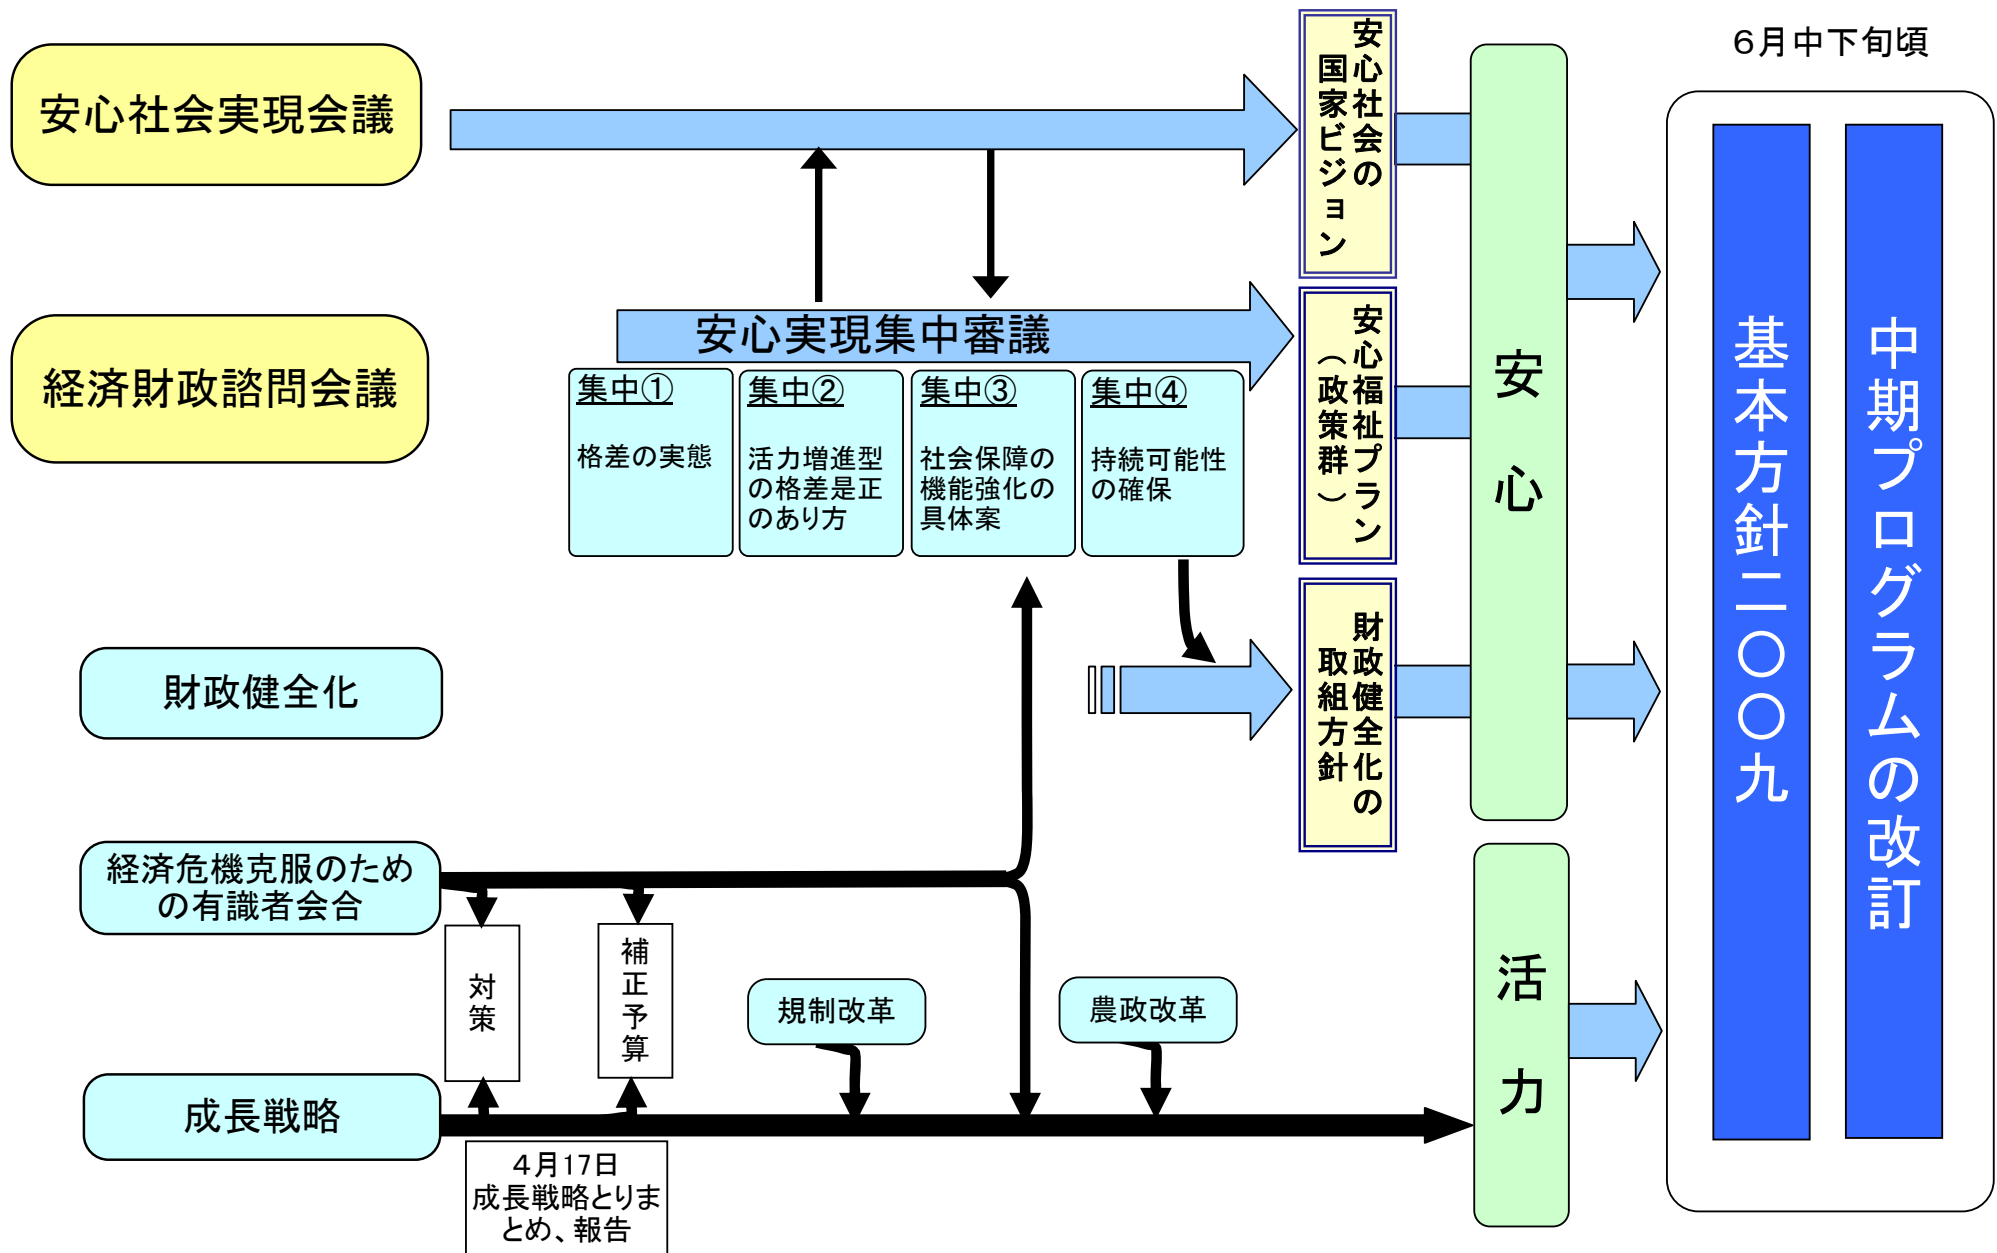 ６月中下旬頃
安心社会実現会議
安心社会の
国家ビジョン
経済財政諮問会議
安心実現集中審議
集中①
格差の実態
集中②
活力増進型
の格差是正
のあり方
集中③
社会保障の
機能強化の
具体案
集中④
持続可能性
の確保
安心福祉プラン
（政策群）
財政健全化
財政健全化の
取組方針
安心
経済危機克服のため
の有識者会合
対策
補正予算
規制改革
農政改革
成長戦略
４月17日
成長戦略とりま
とめ、報告
活力
中期プログラムの改訂
基本方針二〇〇九